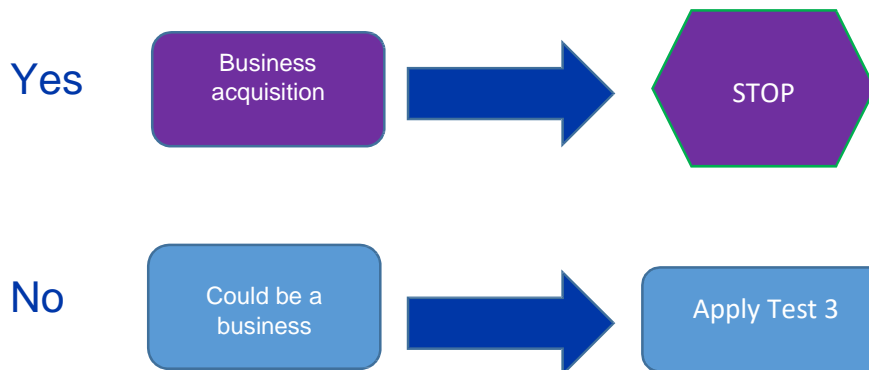 Yes
Business
acquisition
STOP
No
Could be a
business
Apply Test 3